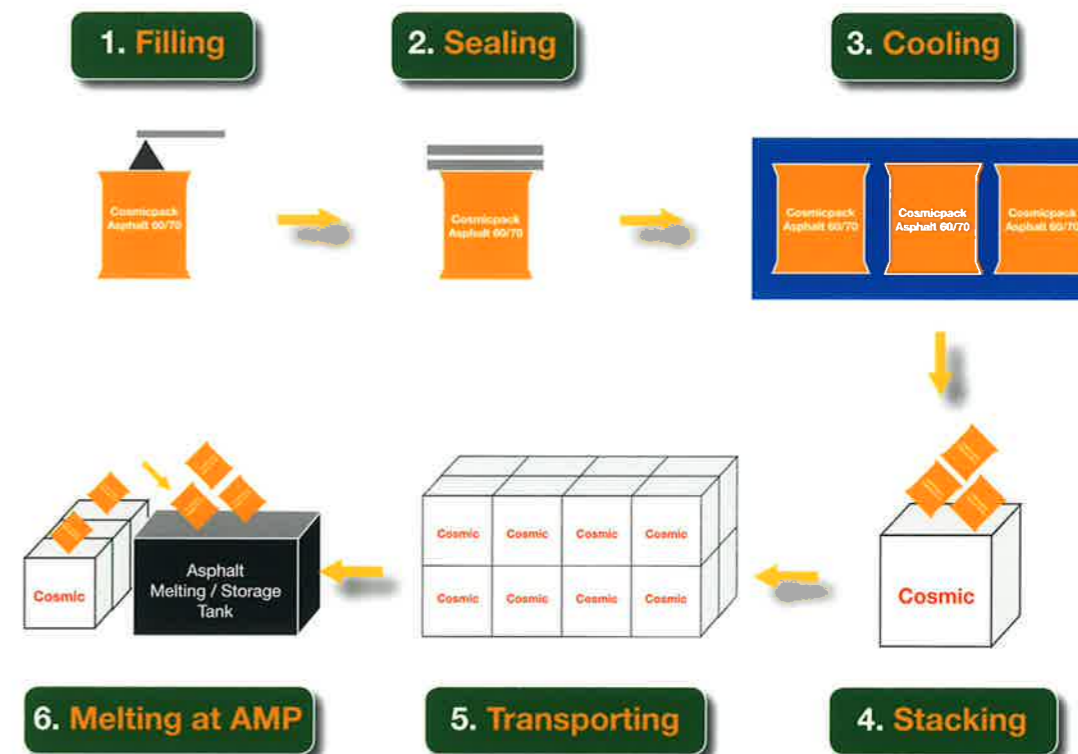 1. Filling
2. Sealing
3. Cooling
Cosmicpack
Asphalt 60/70
Cosmicpack
Asphalt 60/70
Cosmicpack
Asphalt 60/70
Cosmicpack
Asphalt 60/70
Cosmicpack
Asphalt 60/70
Cosmic
Asphalt
Melting / Storage
Tank
Cosmic Cosmic Cosmic Cosmic
Cosmic Cosmic Cosmic Cosmic
Cosmic
6. Melting at AMP
5. Transporting
4. Stacking